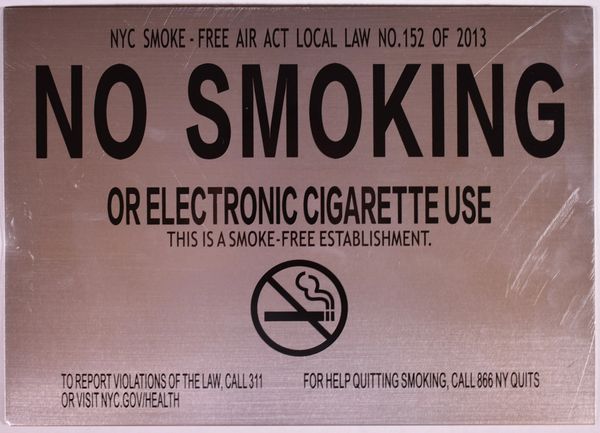 NYC SMOKE - FREE AIR ACT LOCAL LAW NO.152 OF 2013
NO SMOKING
OR ELECTRONIC CIGARETTE USE
THIS IS A SMOKE-FREE ESTABLISHMENT.
TO REPORT VIOLATIONS OF THE LAW, CALL 311
OR VISIT NYC.GOV/HEALTH
FOR HELP QUITTING SMOKING, CALL 866 NY QUITS